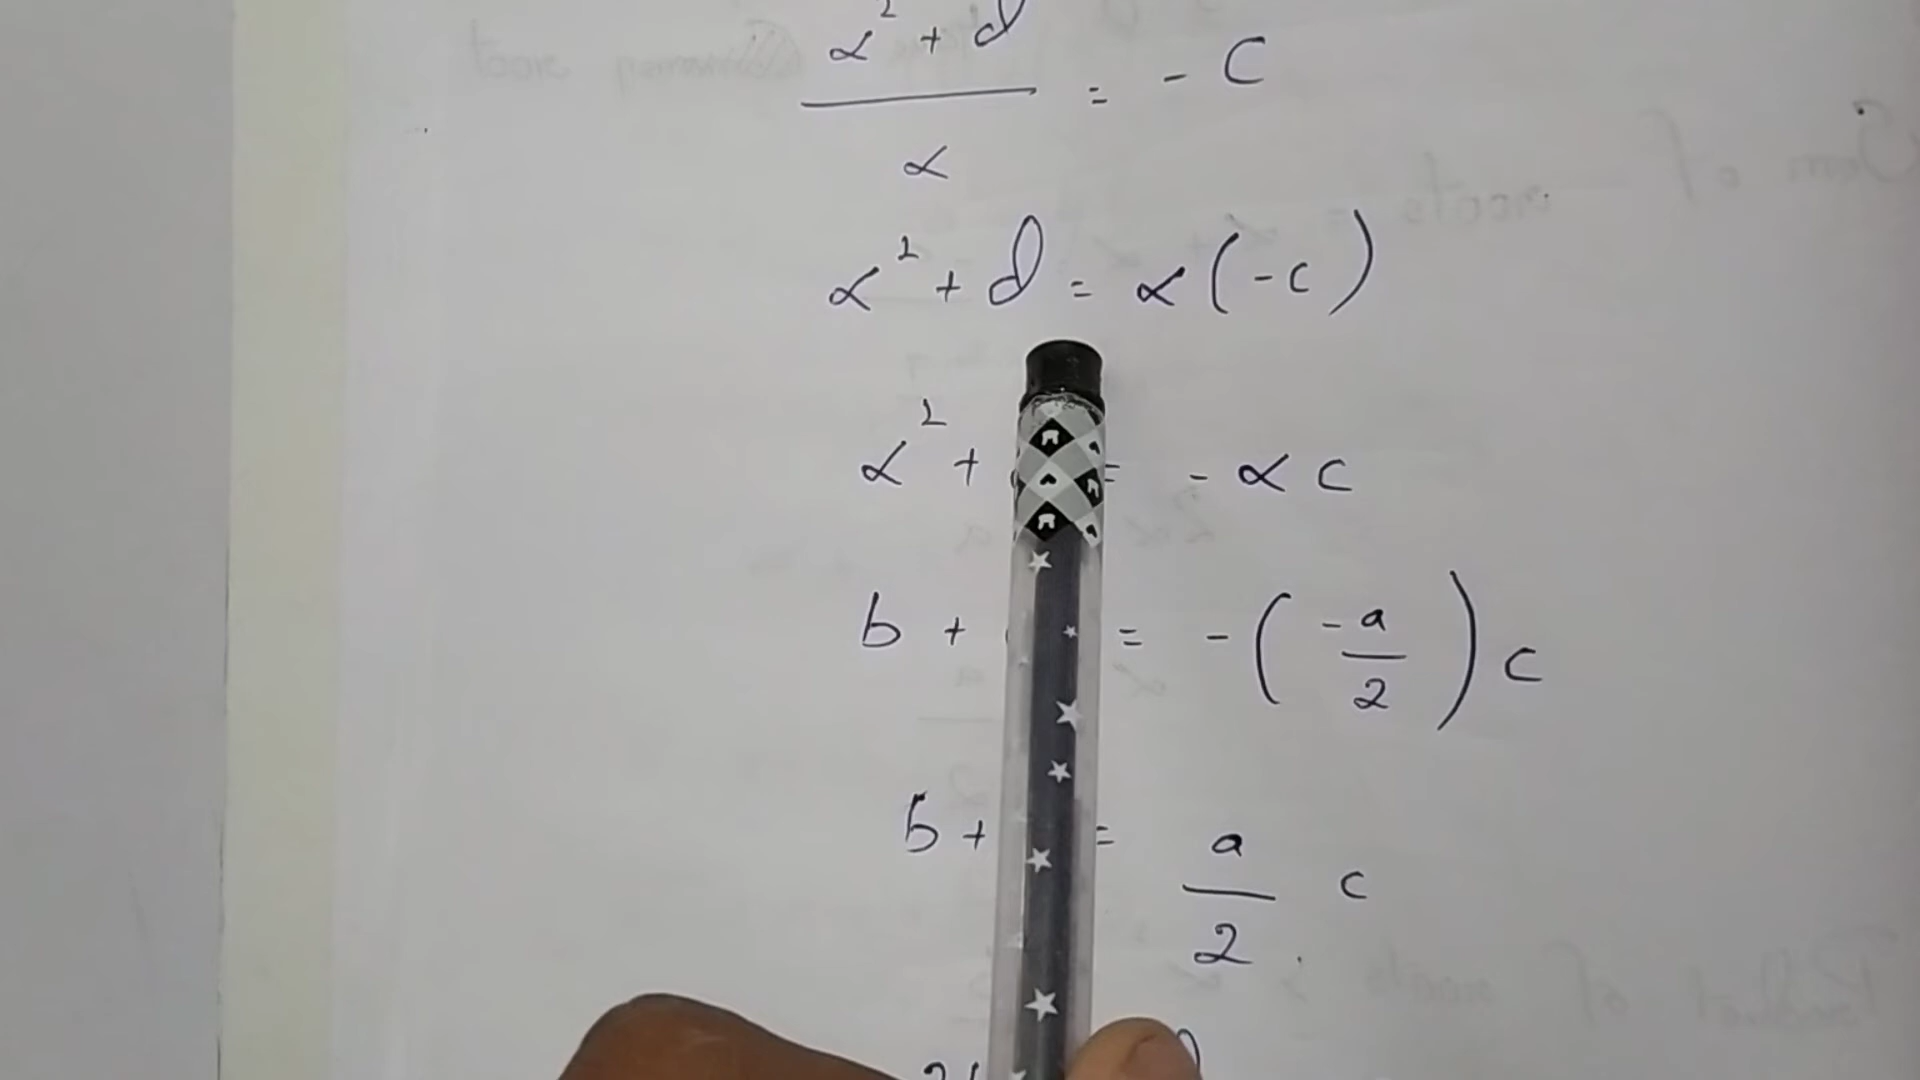 α² + d / α = - C
α² + d = α (-c)
α² + = - α c
b + = - ( -a / 2 ) c
b + = a / 2 c